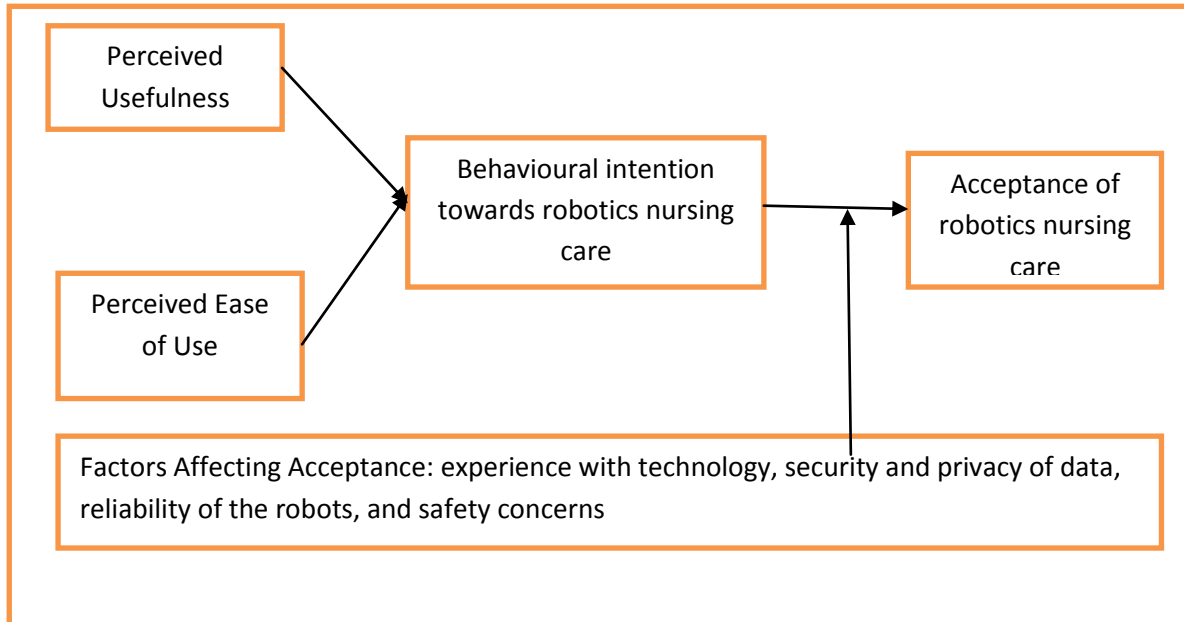 Perceived
Usefulness
Behavioural intention
towards robotics nursing
care
Acceptance of
robotics nursing
care
Perceived Ease
of Use
Factors Affecting Acceptance: experience with technology, security and privacy of data,
reliability of the robots, and safety concerns